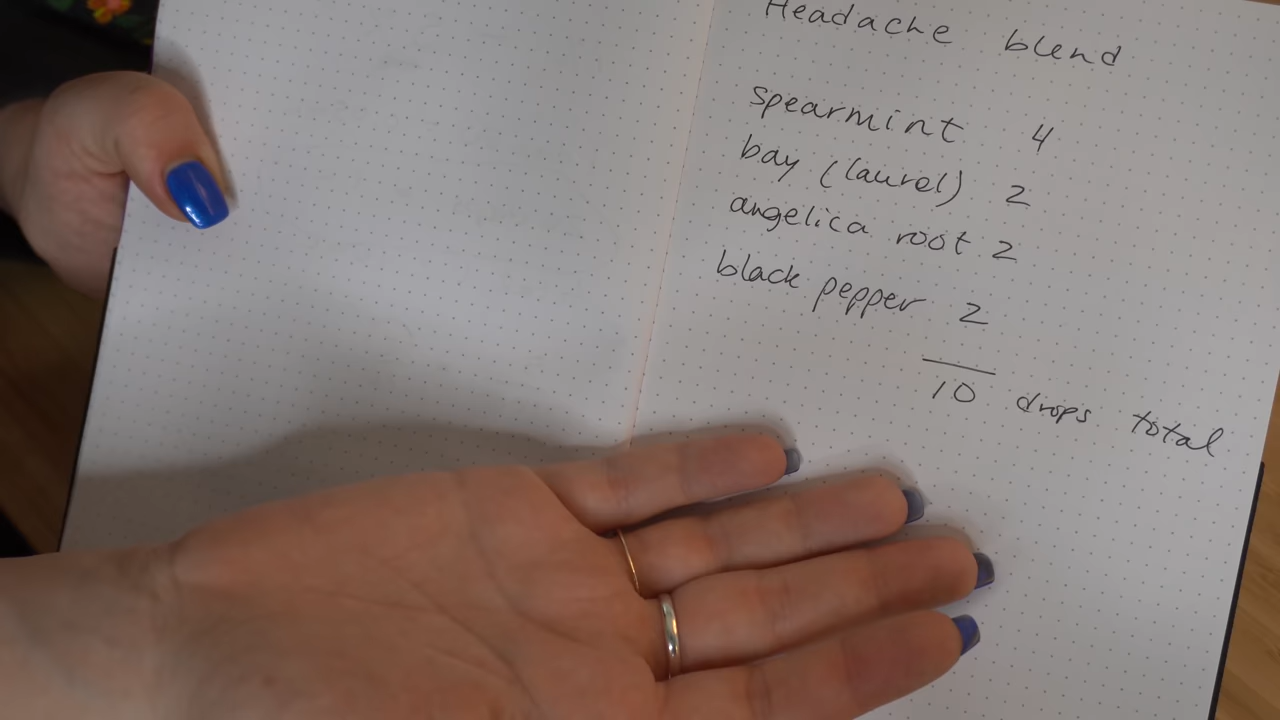 Headache blend
spearmint 4
bay (laurel) 2
angelica root 2
black pepper 2
10 drops total